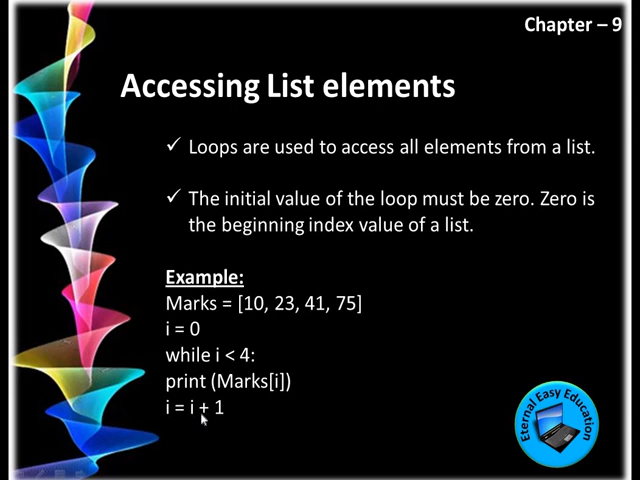 Chapter – 9
Accessing List elements
✓ Loops are used to access all elements from a list.
✓ The initial value of the loop must be zero. Zero is
the beginning index value of a list.
Example:
Marks = [10, 23, 41, 75]
i = 0
while i < 4:
print (Marks[i])
i = i + 1
Eternal Easy Education